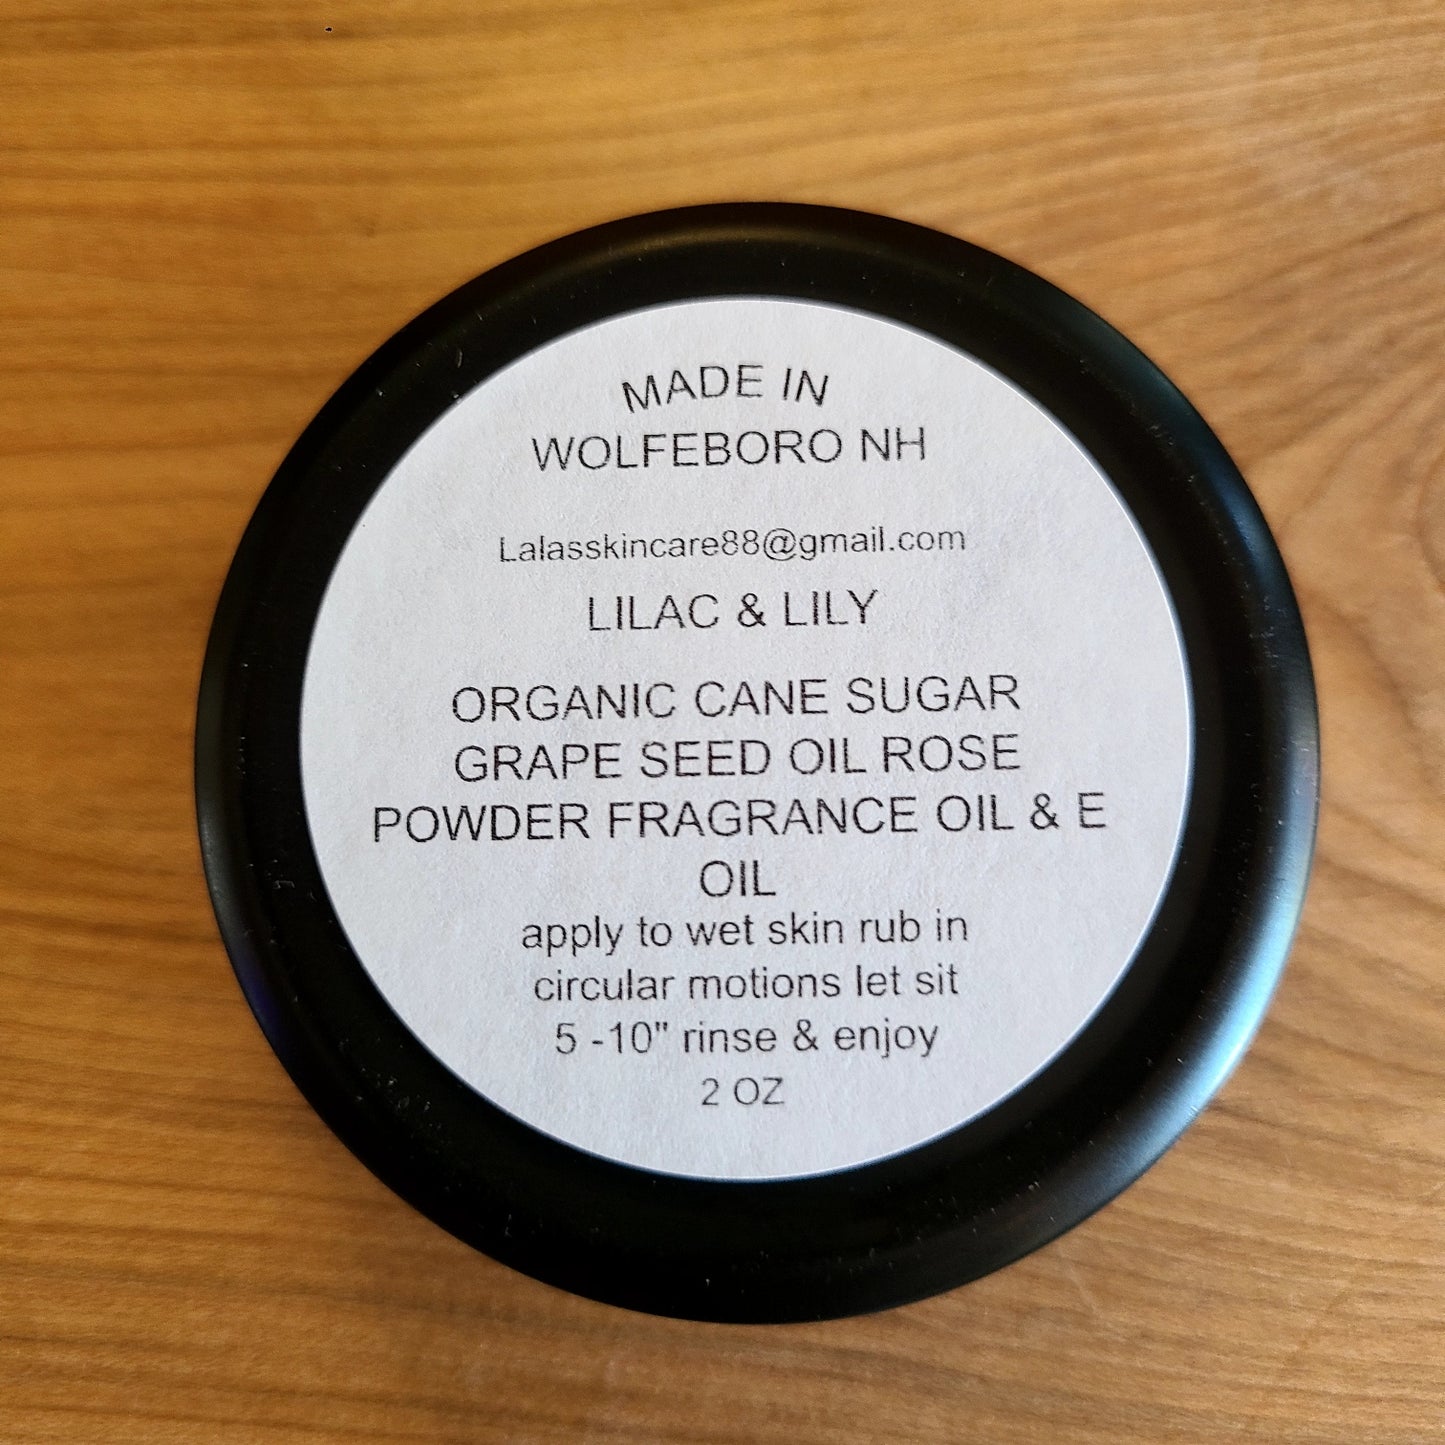 MADE IN
WOLFEBORO NH
Lalasskincare88@gmail.com
LILAC & LILY
ORGANIC CANE SUGAR
GRAPE SEED OIL ROSE
POWDER FRAGRANCE OIL & E
OIL
apply to wet skin rub in
circular motions let sit
5 -10" rinse & enjoy
2 OZ